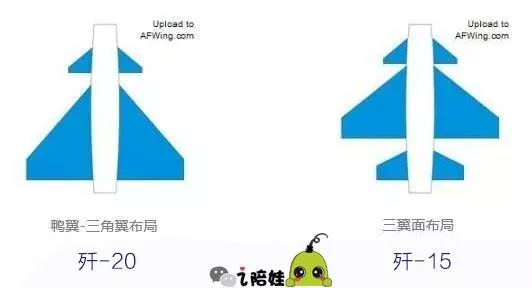 Upload to
AFWing.com
Upload to
AFWing.com
鸭翼-三角翼布局
三翼面布局
歼-20
歼-15
i陪娃